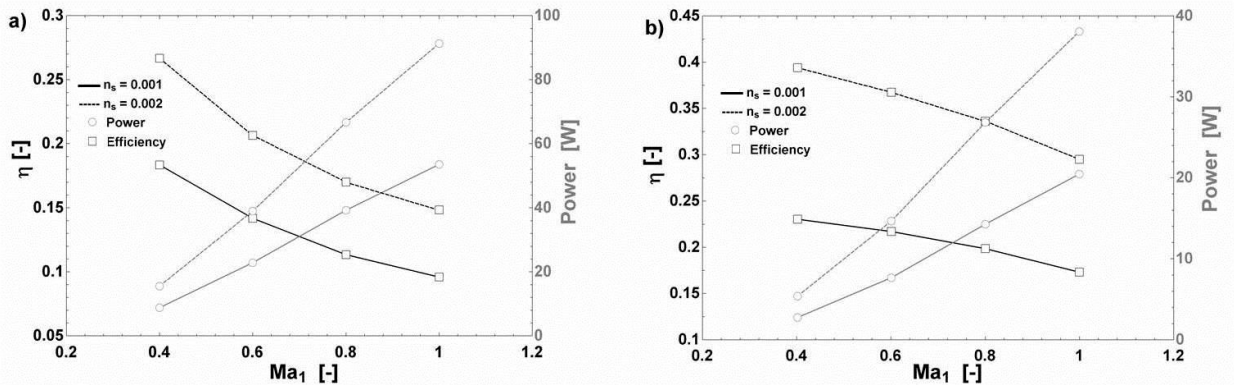 a)
η [-]
0.3
0.25
0.2
0.15
0.1
0.05
n_s = 0.001
n_s = 0.002
Power
Efficiency
100
80
60
40
20
0
Power [W]
0.2 0.4 0.6 0.8 1 1.2
Ma₁ [-]
b)
η [-]
0.45
0.4
0.35
0.3
0.25
0.2
0.15
0.1
n_s = 0.001
n_s = 0.002
Power
Efficiency
40
30
20
10
0
Power [W]
0.2 0.4 0.6 0.8 1 1.2
Ma₁ [-]